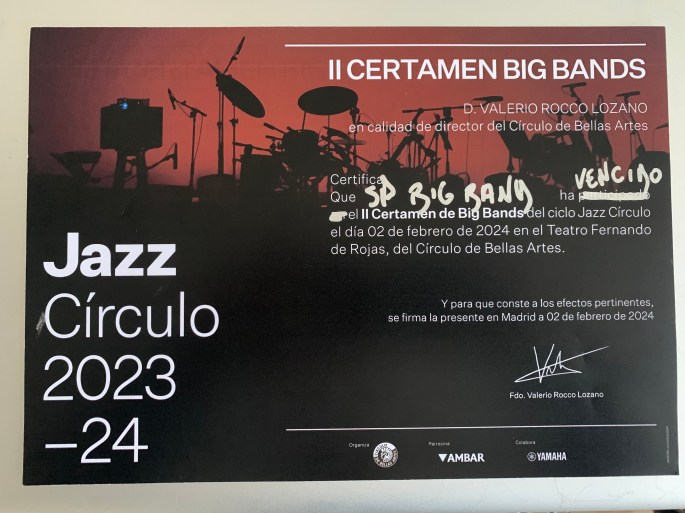 II CERTAMEN BIG BANDS
D. VALERIO ROCCO LOZANO
en calidad de director del Círculo de Bellas Artes
Certifica
VENCIDO
Que SP BIG BAND ha participado
el II Certamen de Big Bands del ciclo Jazz Círculo
el día 02 de febrero de 2024 en el Teatro Fernando
de Rojas, del Círculo de Bellas Artes.
Jazz
Círculo
2023
–24
Y para que conste a los efectos pertinentes,
se firma la presente en Madrid a 02 de febrero de 2024
Fdo. Valerio Rocco Lozano
Organiza
Patrocina
Colabora
AMBAR
YAMAHA